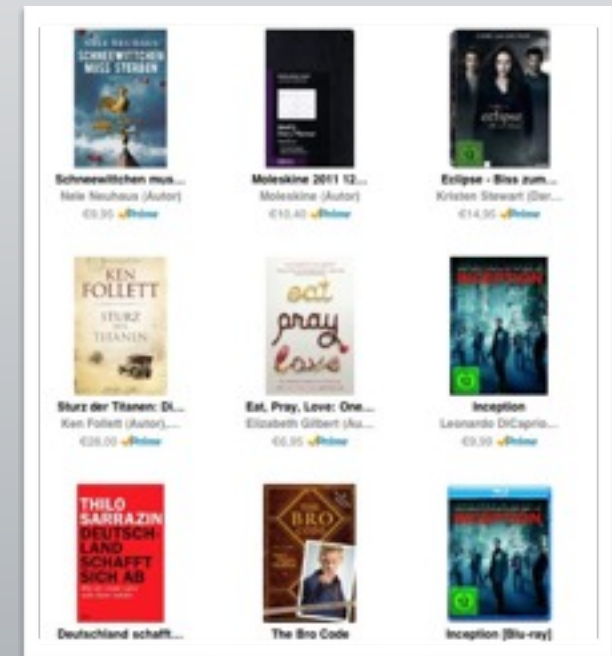 NELE NEUHAUS
SCHNEEWITTCHEN
MUSS STERBEN
eclipse
Schneewittchen mus...
Moleskine 2011 12...
Eclipse - Biss zum...
Nele Neuhaus (Autor)
Moleskine (Autor)
Kristen Stewart (Dar...
€9,95 Prime
€10,40 Prime
€14,95 Prime
KEN
FOLLETT
STURZ
DER
TITANEN
eat
pray
love
INCEPTION
Sturz der Titanen: Di...
Eat, Pray, Love: One...
Inception
Ken Follett (Autor),...
Elizabeth Gilbert (Au...
Leonardo DiCaprio...
€28,00 Prime
€6,95 Prime
€9,99 Prime
THILO
SARRAZIN
DEUTSCH-
LAND
SCHAFFT
SICH AB
THE
BRO
CODE
INCEPTION
Deutschland schafft...
The Bro Code
Inception [Blu-ray]